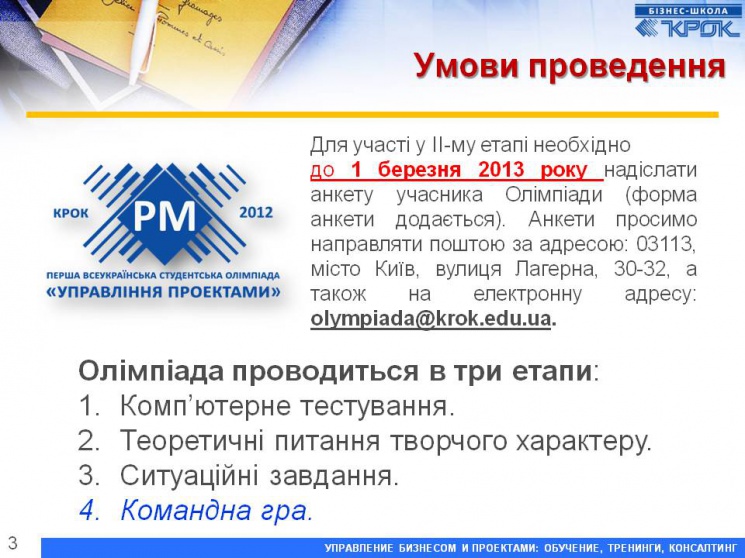 БІЗНЕС-ШКОЛА
КРОК
Умови проведення
Для участі у ІІ-му етапі необхідно
до 1 березня 2013 року надіслати
анкету учасника Олімпіади (форма
анкети додається). Анкети просимо
направляти поштою за адресою: 03113,
місто Київ, вулиця Лагерна, 30-32, а
також на електронну адресу:
olympiada@krok.edu.ua.
КРОК PM 2012
ПЕРША ВСЕУКРАЇНСЬКА СТУДЕНТСЬКА ОЛІМПІАДА
«УПРАВЛІННЯ ПРОЕКТАМИ»
Олімпіада проводиться в три етапи:
1. Комп’ютерне тестування.
2. Теоретичні питання творчого характеру.
3. Ситуаційні завдання.
4. Командна гра.
3
УПРАВЛЕНИЕ БИЗНЕСОМ И ПРОЕКТАМИ: ОБУЧЕНИЕ, ТРЕНИНГИ, КОНСАЛТИНГ